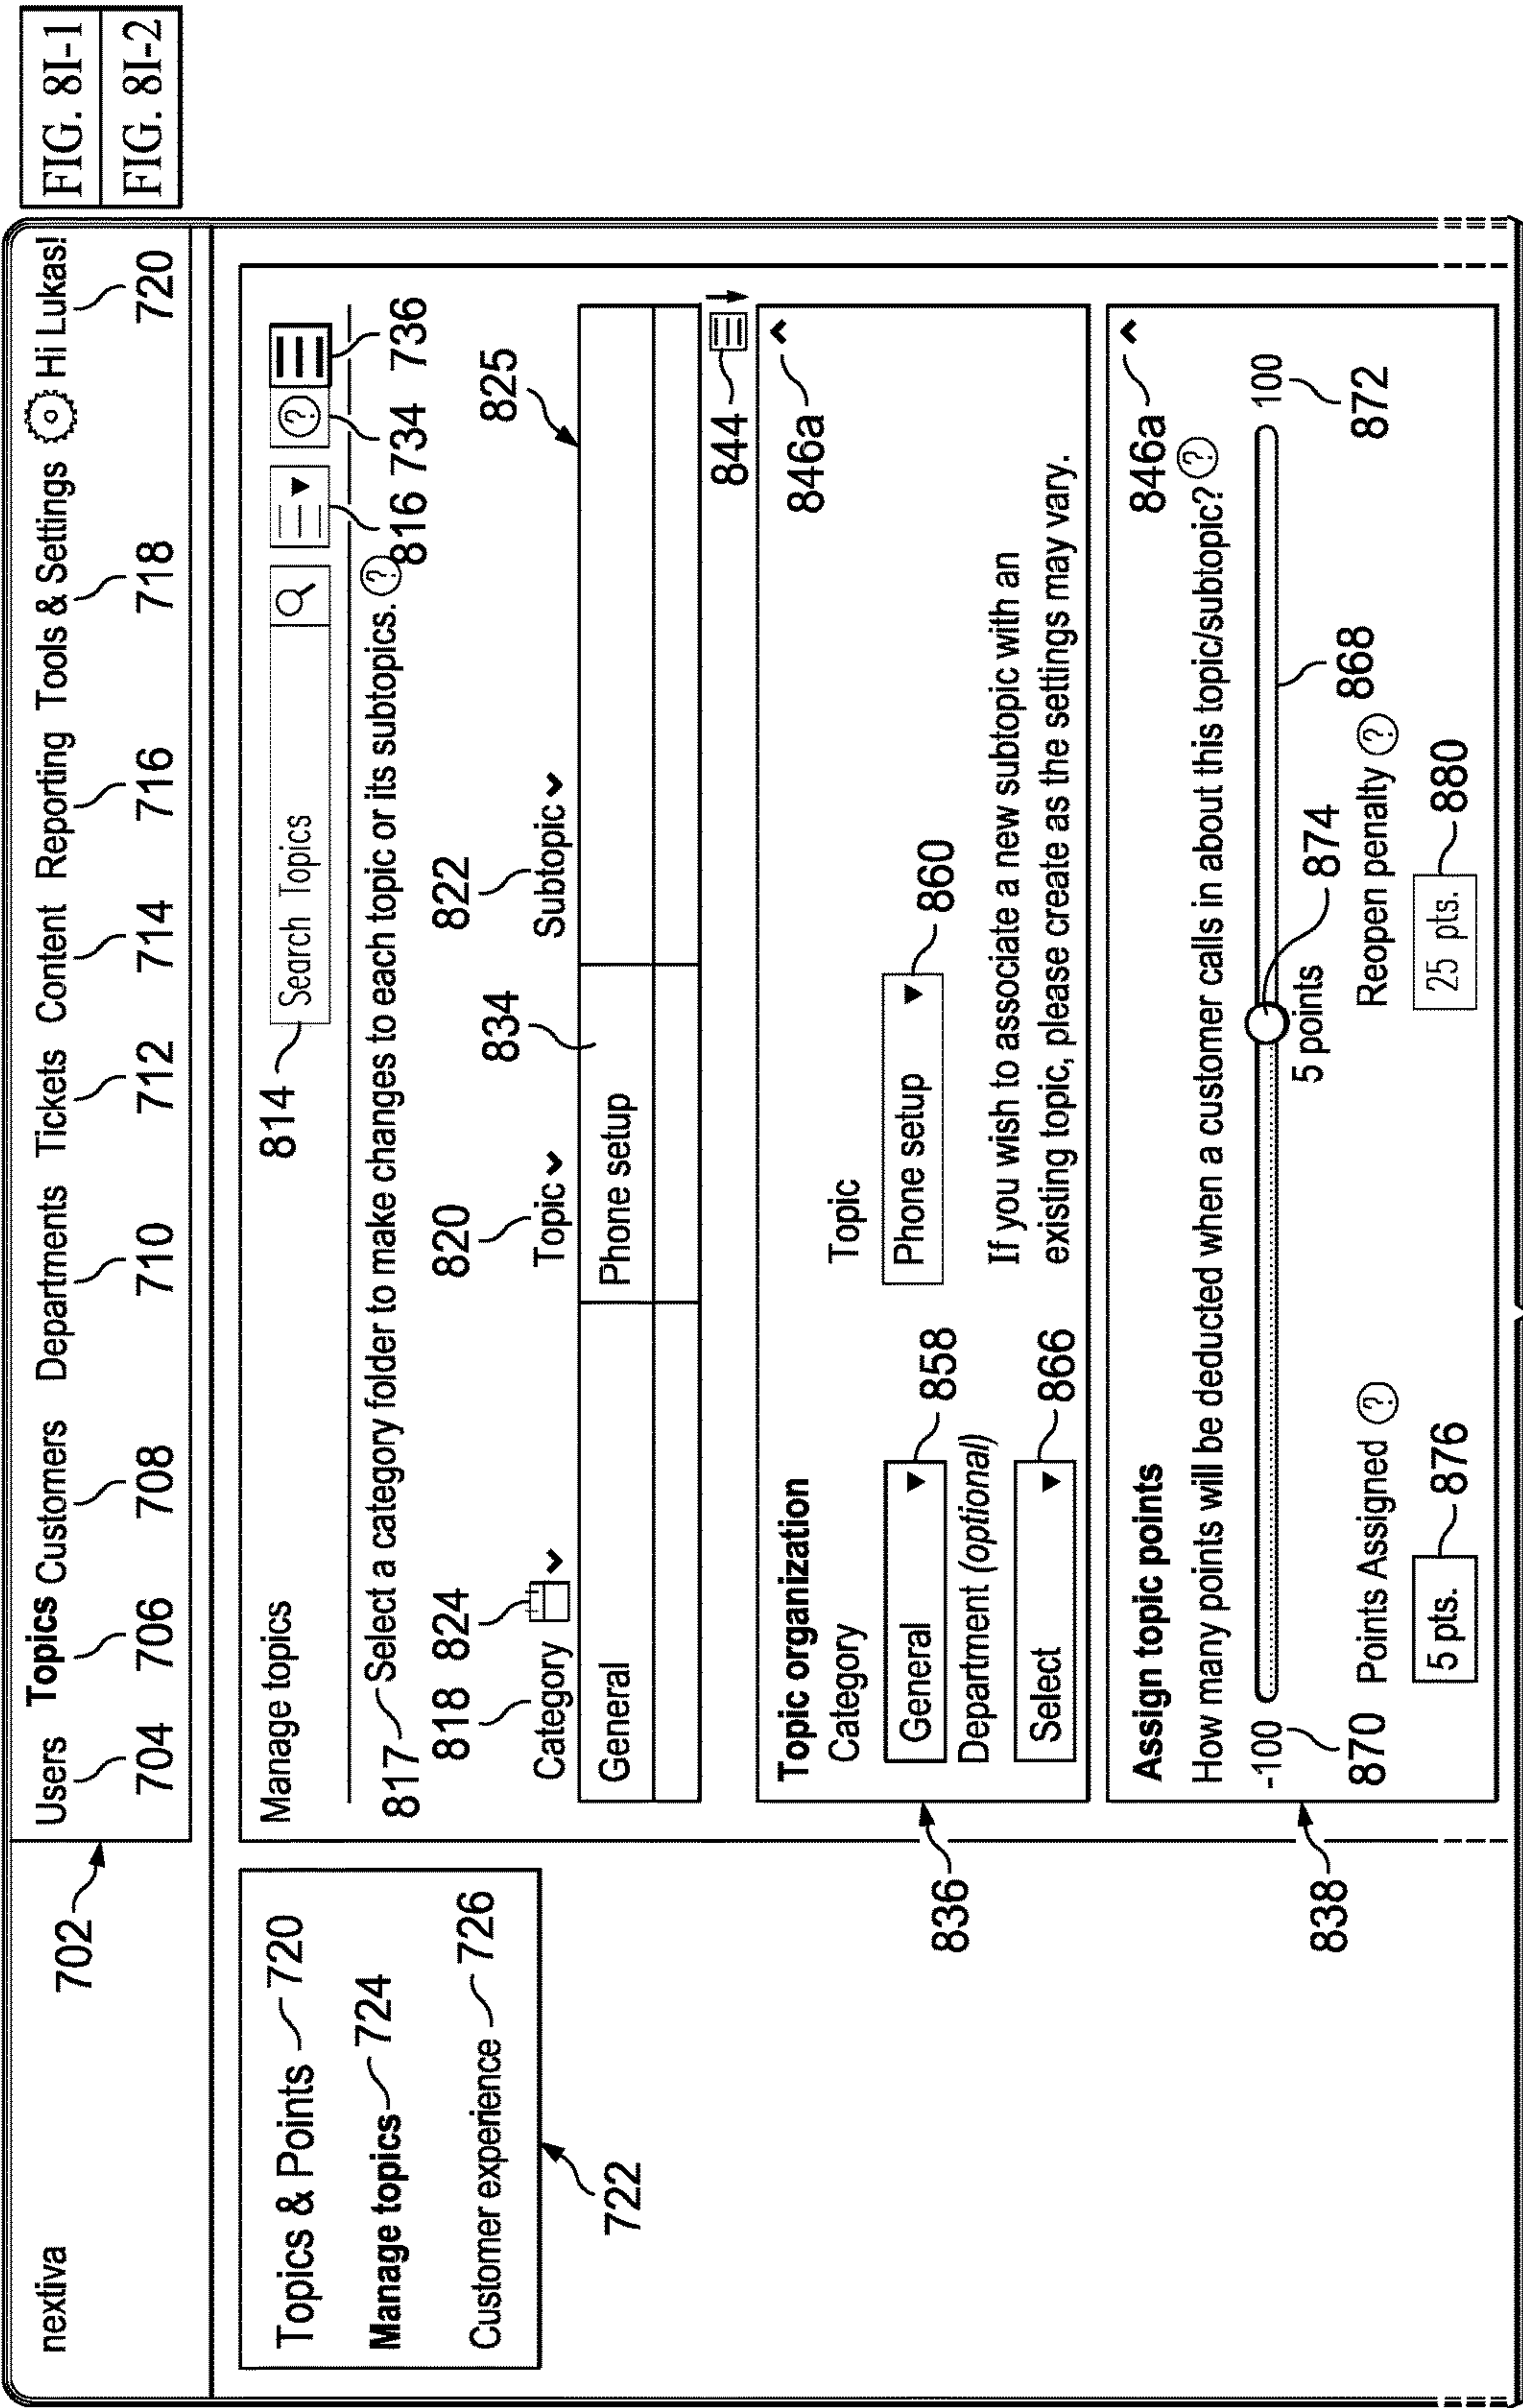 FIG. 8I-1
FIG. 8I-2
nextiva
Users Topics Customers Departments Tickets Content Reporting Tools & Settings Hi Lukas!
702 704 706 708 710 712 714 716 718 720
Topics & Points 720
Manage topics 724
Customer experience 726
722
Manage topics
814 Search Topics
816 734 736
817 Select a category folder to make changes to each topic or its subtopics. ?
818 824 820 822 825
Category Topic Subtopic
834
General Phone setup
844
836
Topic organization 846a
Category Topic
General 858 Phone setup 860
Department (optional)
Select 866
If you wish to associate a new subtopic with an
existing topic, please create as the settings may vary.
838
Assign topic points 846a
How many points will be deducted when a customer calls in about this topic/subtopic? ?
-100 100
870 5 points 874 868 872
Points Assigned ? Reopen penalty ?
5 pts. 876 25 pts. 880